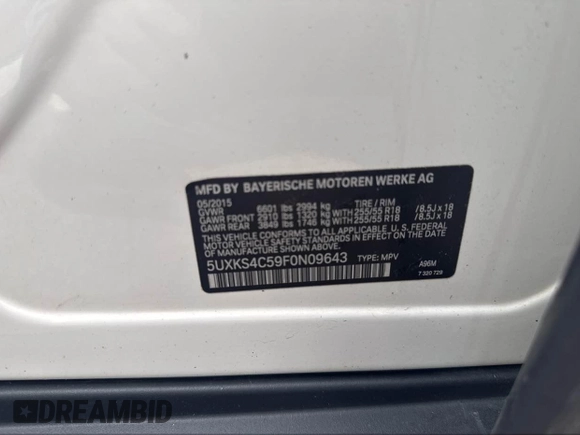 MFD BY BAYERISCHE MOTOREN WERKE AG
05/2015 TIRE / RIM
GVWR 6601 lbs 2994 kg
GAWR FRONT 2910 lbs 1320 kg WITH 255/55 R18 /8.5J x 18
GAWR REAR 3849 lbs 1746 kg WITH 255/55 R18 /8.5J x 18
THIS VEHICLE CONFORMS TO ALL APPLICABLE U. S. FEDERAL
MOTOR VEHICLE SAFETY STANDARDS IN EFFECT ON
THE DATE OF MANUFACTURE SHOWN ABOVE.
5UXKS4C59F0N09643 TYPE: MPV A96M
7 320 729
DREAMBID